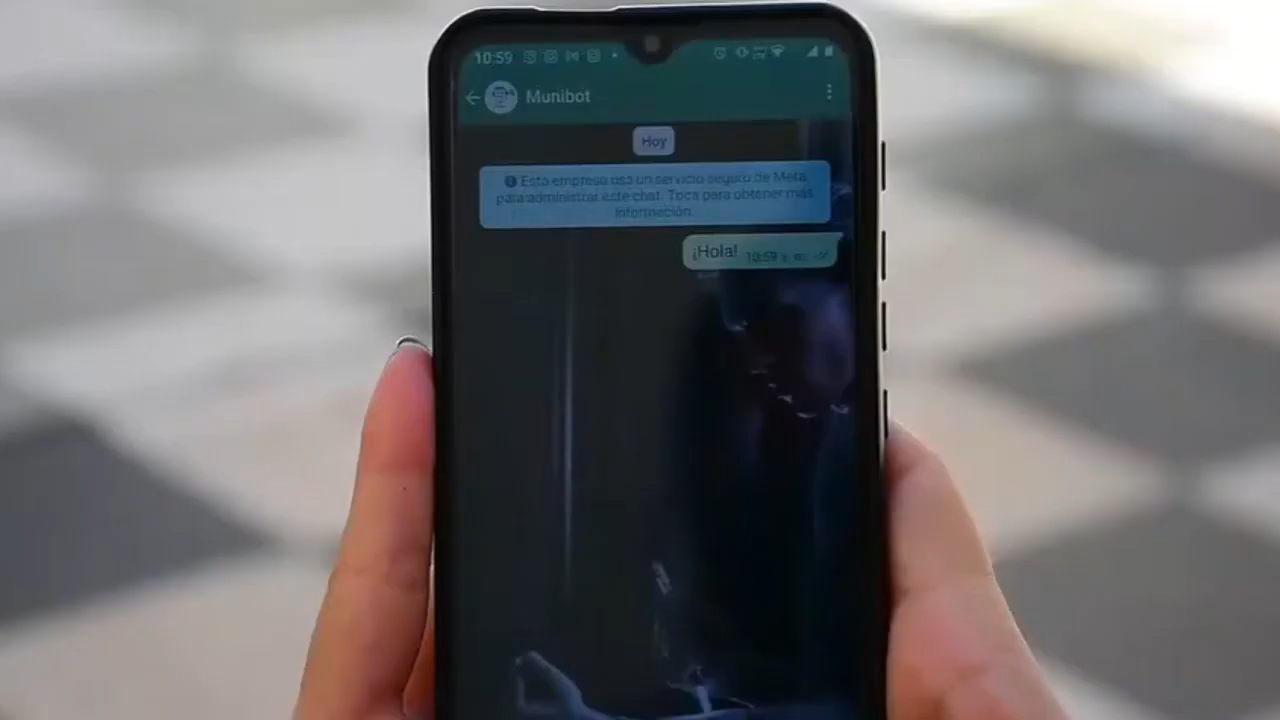 10:59
Munibot
Hoy
Esta empresa usa un servicio seguro de Meta
para administrar este chat. Toca para obtener más
información.
¡Hola! 10:59